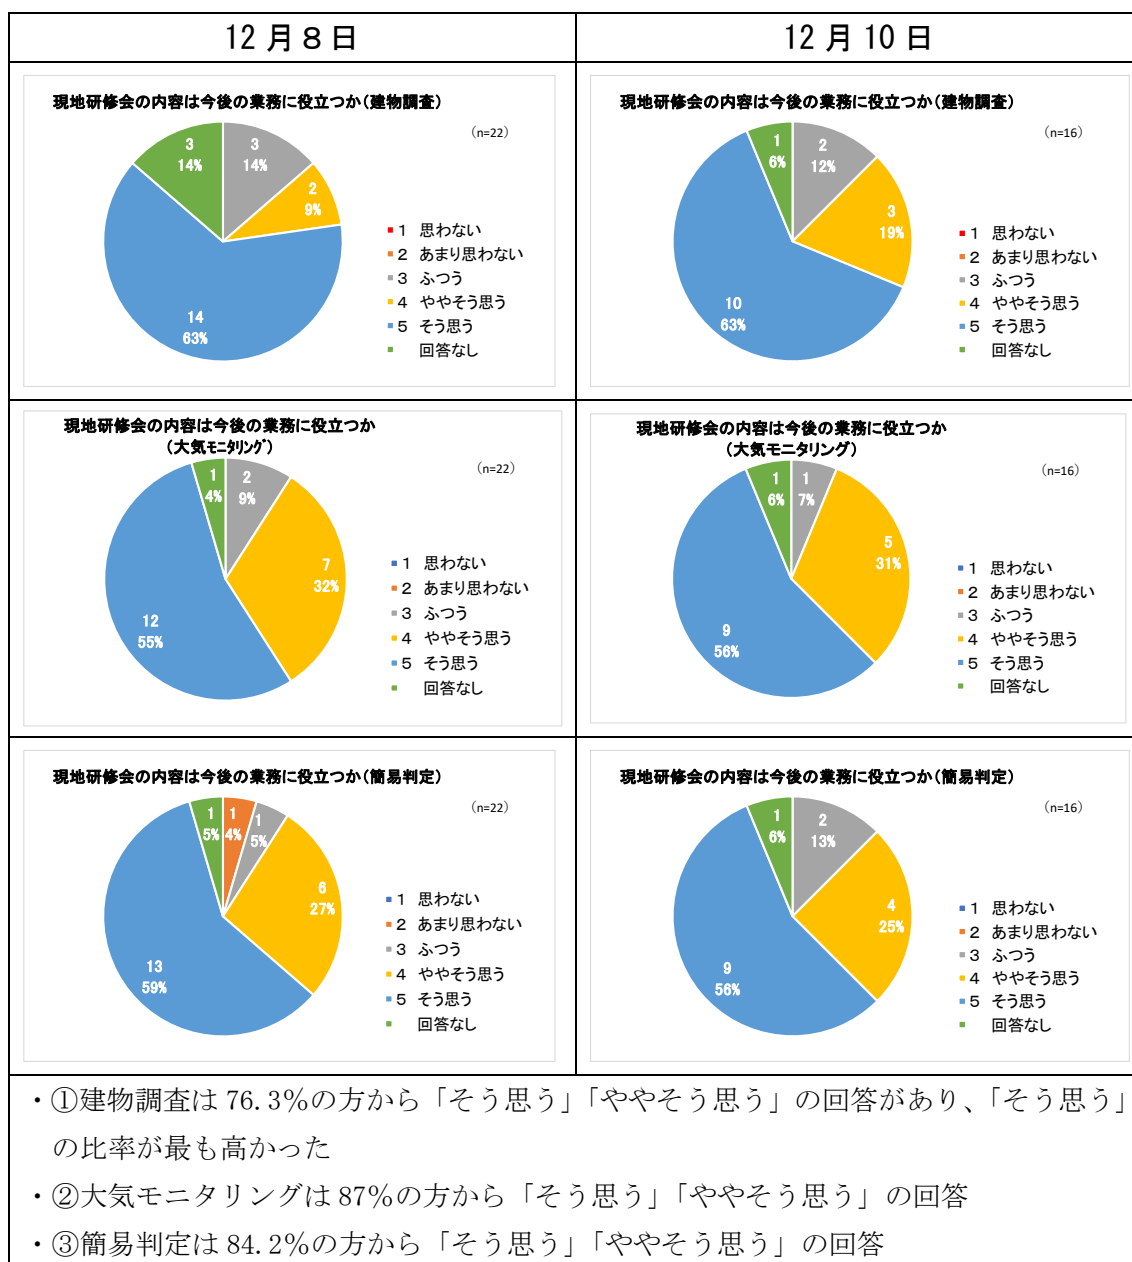 12月８日
12月10日
現地研修会の内容は今後の業務に役立つか(建物調査)
(n=22)
3
14%
3
14%
2
9%
14
63%
1 思わない
2 あまり思わない
3 ふつう
4 ややそう思う
5 そう思う
回答なし
現地研修会の内容は今後の業務に役立つか(建物調査)
(n=16)
1
6%
2
12%
3
19%
10
63%
1 思わない
2 あまり思わない
3 ふつう
4 ややそう思う
5 そう思う
回答なし
現地研修会の内容は今後の業務に役立つか
(大気ﾓﾆﾀﾘﾝｸﾞ)
(n=22)
1
4%
2
9%
7
32%
12
55%
1 思わない
2 あまり思わない
3 ふつう
4 ややそう思う
5 そう思う
回答なし
現地研修会の内容は今後の業務に役立つか
(大気モニタリング)
(n=16)
1
6%
1
7%
5
31%
9
56%
1 思わない
2 あまり思わない
3 ふつう
4 ややそう思う
5 そう思う
回答なし
現地研修会の内容は今後の業務に役立つか(簡易判定)
(n=22)
1
5%
1
4%
1
5%
6
27%
13
59%
1 思わない
2 あまり思わない
3 ふつう
4 ややそう思う
5 そう思う
回答なし
現地研修会の内容は今後の業務に役立つか(簡易判定)
(n=16)
1
6%
2
13%
4
25%
9
56%
1 思わない
2 あまり思わない
3 ふつう
4 ややそう思う
5 そう思う
回答なし
・①建物調査は76.3%の方から「そう思う」「ややそう思う」の回答があり、「そう思う」
の比率が最も高かった
・②大気モニタリングは87%の方から「そう思う」「ややそう思う」の回答
・③簡易判定は84.2%の方から「そう思う」「ややそう思う」の回答